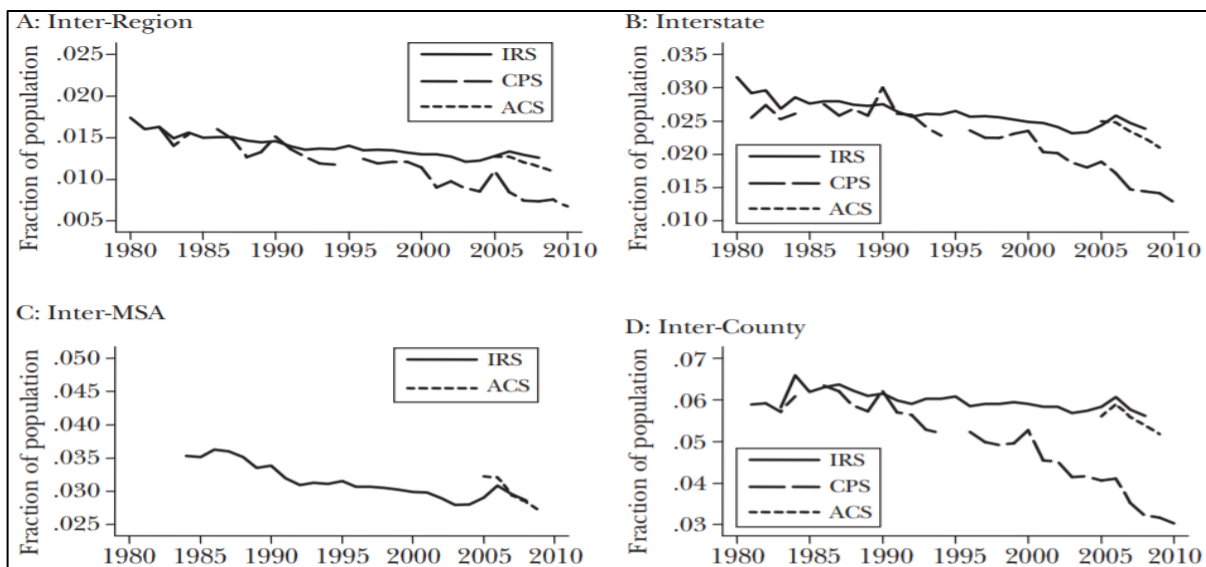 A: Inter-Region
Fraction of population
.025
.020
.015
.010
.005
IRS
CPS
ACS
1980 1985 1990 1995 2000 2005 2010
B: Interstate
Fraction of population
.035
.030
.025
.020
.015
.010
IRS
CPS
ACS
1980 1985 1990 1995 2000 2005 2010
C: Inter-MSA
Fraction of population
.050
.045
.040
.035
.030
.025
IRS
ACS
1980 1985 1990 1995 2000 2005 2010
D: Inter-County
Fraction of population
.07
.06
.05
.04
.03
IRS
CPS
ACS
1980 1985 1990 1995 2000 2005 2010